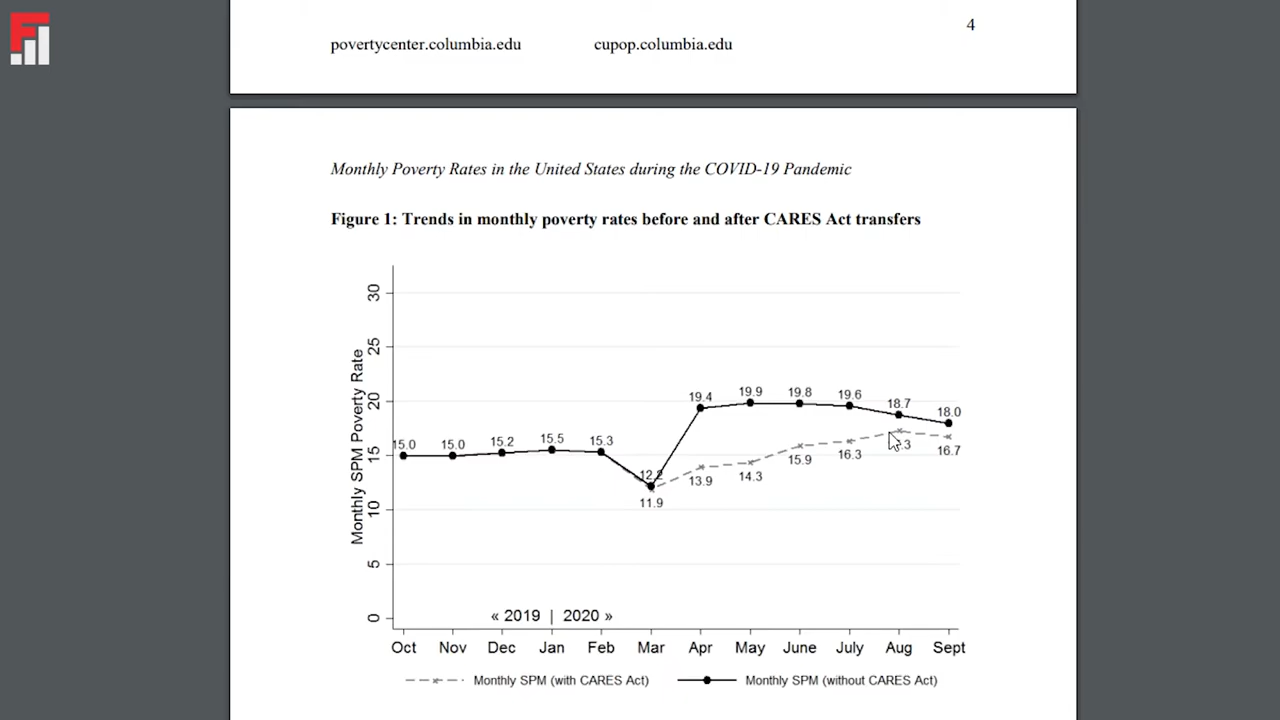 4
povertycenter.columbia.edu cupop.columbia.edu
Monthly Poverty Rates in the United States during the COVID-19 Pandemic
Figure 1: Trends in monthly poverty rates before and after CARES Act transfers
Monthly SPM Poverty Rate
30
25
20
15
10
5
0
15.0 15.0 15.2 15.5 15.3 12.2 19.4 19.9 19.8 19.6 18.7 18.0
11.9 13.9 14.3 15.9 16.3 .3 16.7
« 2019 | 2020 »
Oct Nov Dec Jan Feb Mar Apr May June July Aug Sept
Monthly SPM (with CARES Act) Monthly SPM (without CARES Act)